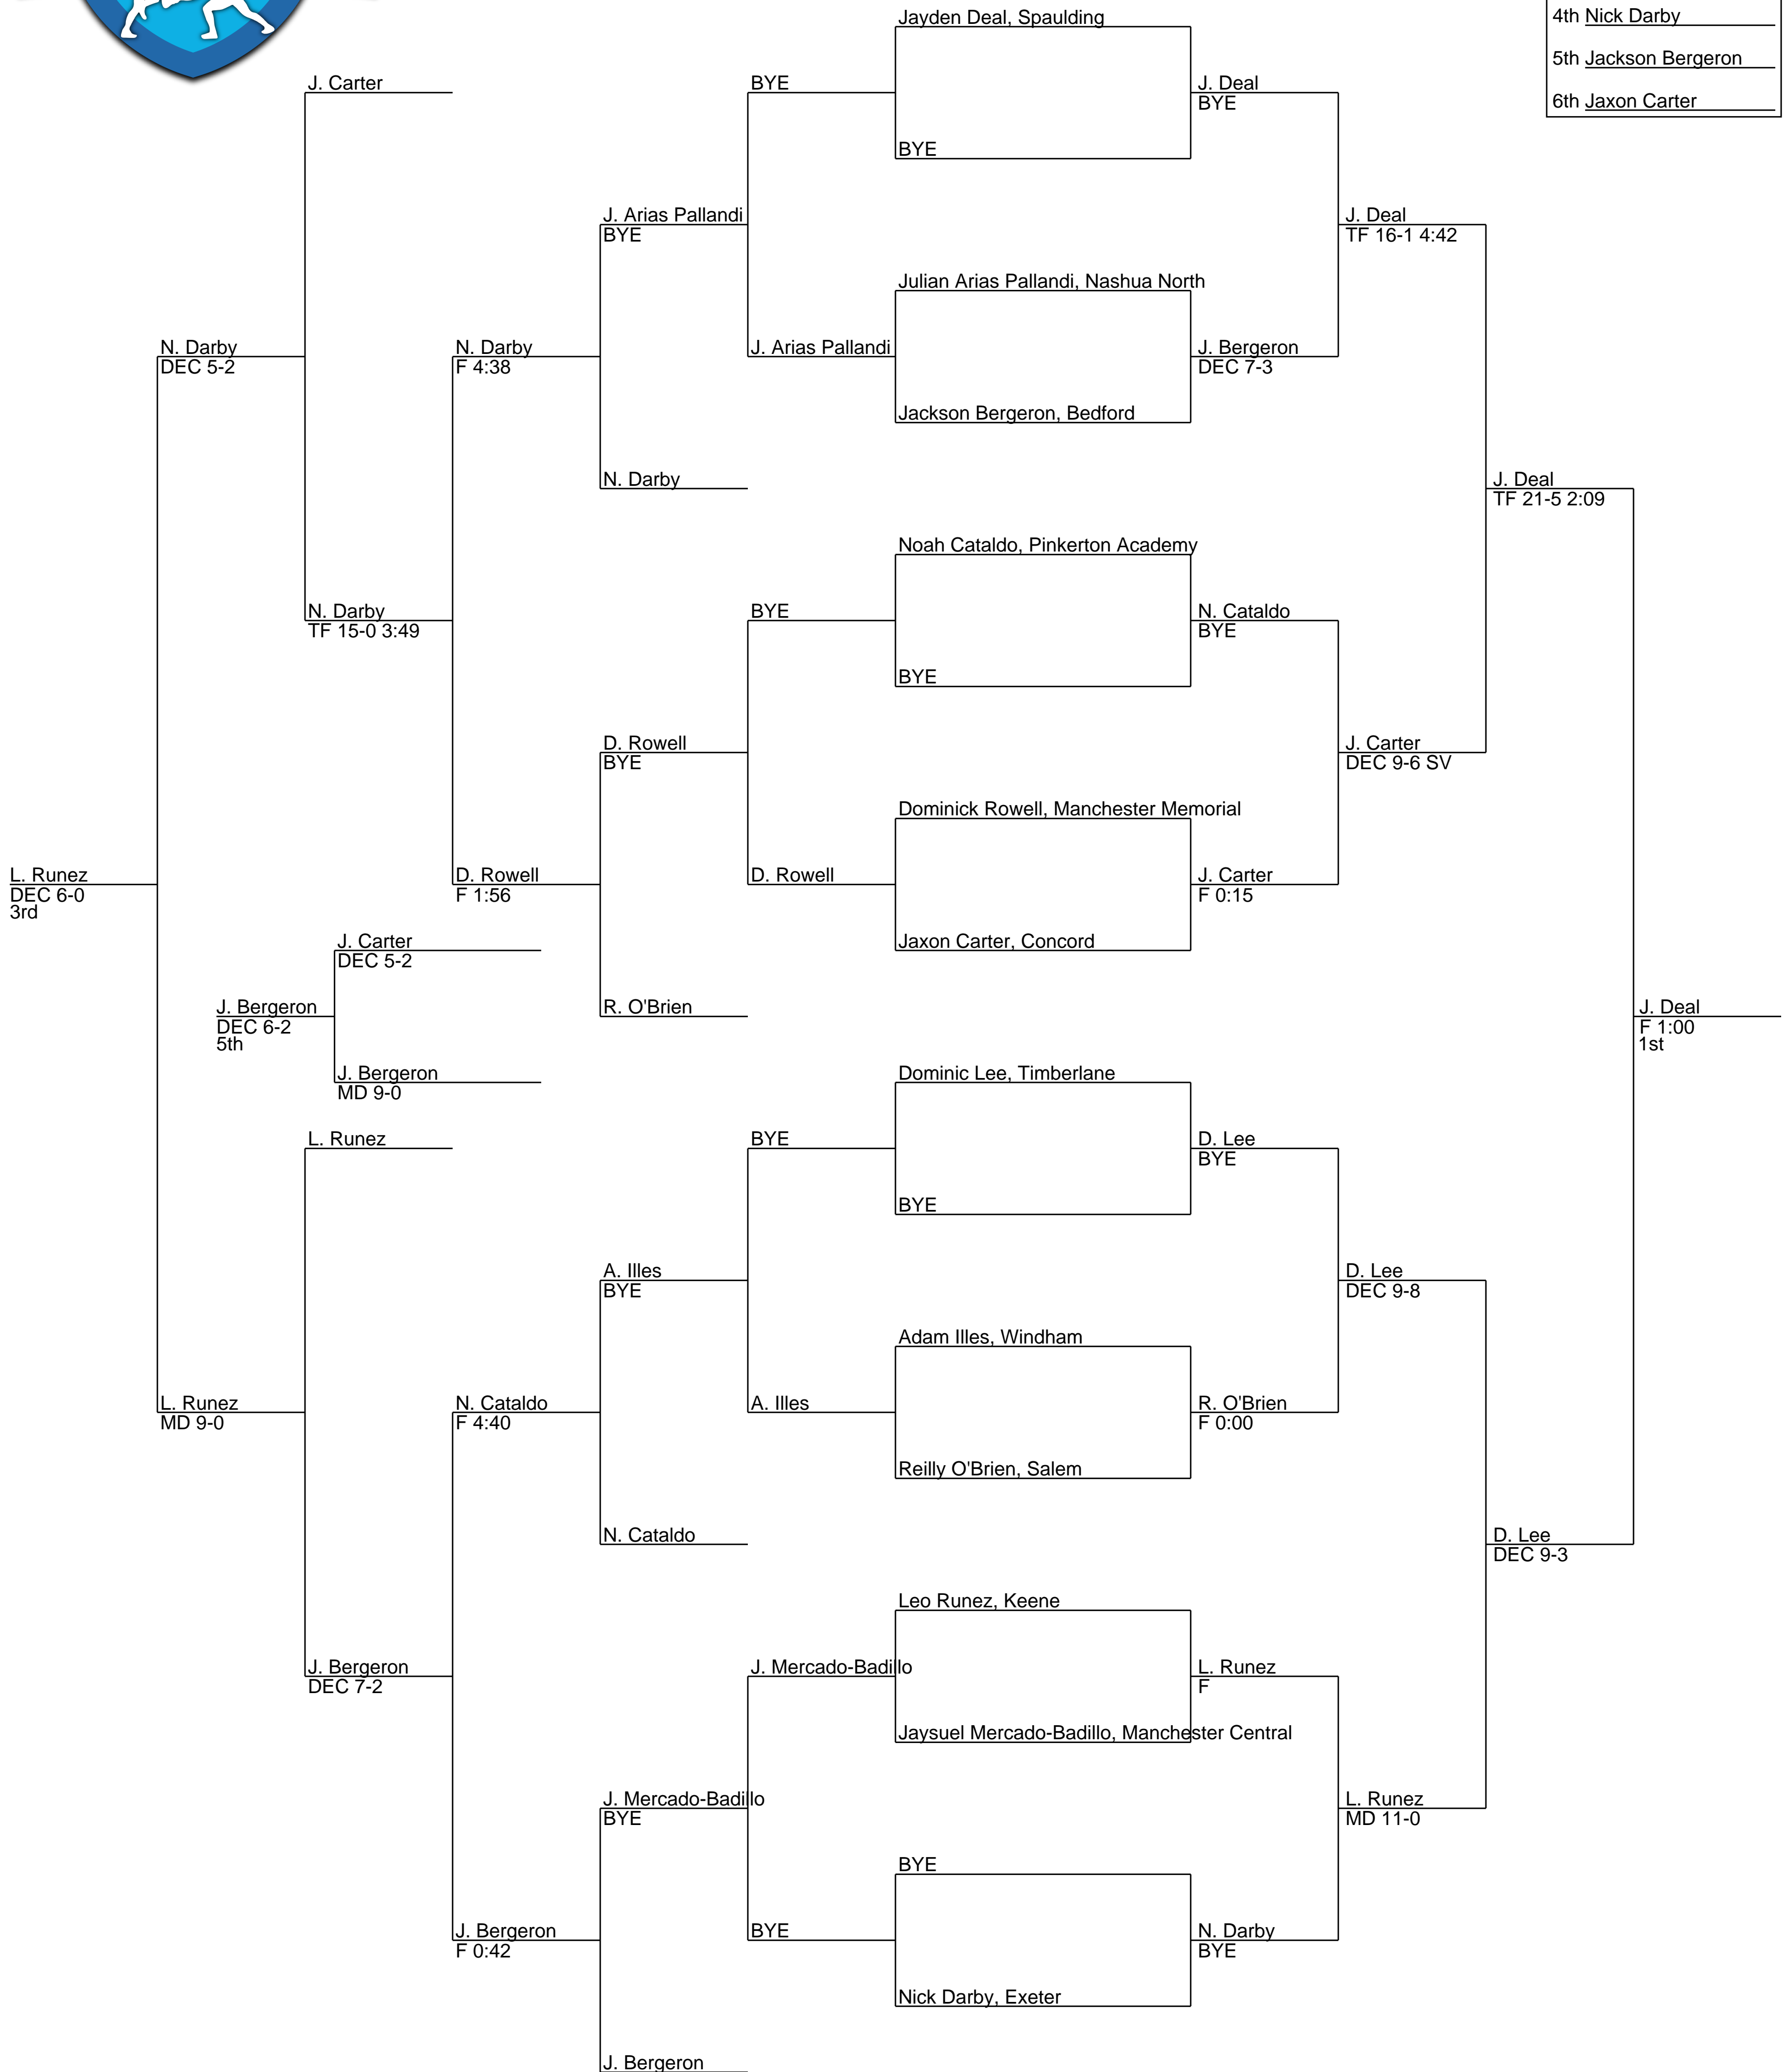 Jayden Deal, Spaulding
4th Nick Darby
5th Jackson Bergeron
J. Carter
BYE
J. Deal
BYE
6th Jaxon Carter
BYE
J. Arias Pallandi
BYE
J. Deal
TF 16-1 4:42
Julian Arias Pallandi, Nashua North
N. Darby
DEC 5-2
N. Darby
F 4:38
J. Arias Pallandi
J. Bergeron
DEC 7-3
Jackson Bergeron, Bedford
N. Darby
J. Deal
TF 21-5 2:09
Noah Cataldo, Pinkerton Academy
N. Darby
TF 15-0 3:49
BYE
N. Cataldo
BYE
BYE
D. Rowell
BYE
J. Carter
DEC 9-6 SV
Dominick Rowell, Manchester Memorial
L. Runez
DEC 6-0
3rd
D. Rowell
F 1:56
D. Rowell
J. Carter
F 0:15
J. Carter
DEC 5-2
Jaxon Carter, Concord
J. Bergeron
DEC 6-2
5th
R. O'Brien
J. Deal
F 1:00
1st
J. Bergeron
MD 9-0
Dominic Lee, Timberlane
L. Runez
BYE
D. Lee
BYE
BYE
A. Illes
BYE
D. Lee
DEC 9-8
Adam Illes, Windham
L. Runez
MD 9-0
N. Cataldo
F 4:40
A. Illes
R. O'Brien
F 0:00
Reilly O'Brien, Salem
N. Cataldo
D. Lee
DEC 9-3
Leo Runez, Keene
J. Bergeron
DEC 7-2
J. Mercado-Badillo
L. Runez
F
Jaysuel Mercado-Badillo, Manchester Central
J. Mercado-Badillo
BYE
L. Runez
MD 11-0
BYE
J. Bergeron
F 0:42
BYE
N. Darby
BYE
Nick Darby, Exeter
J. Bergeron